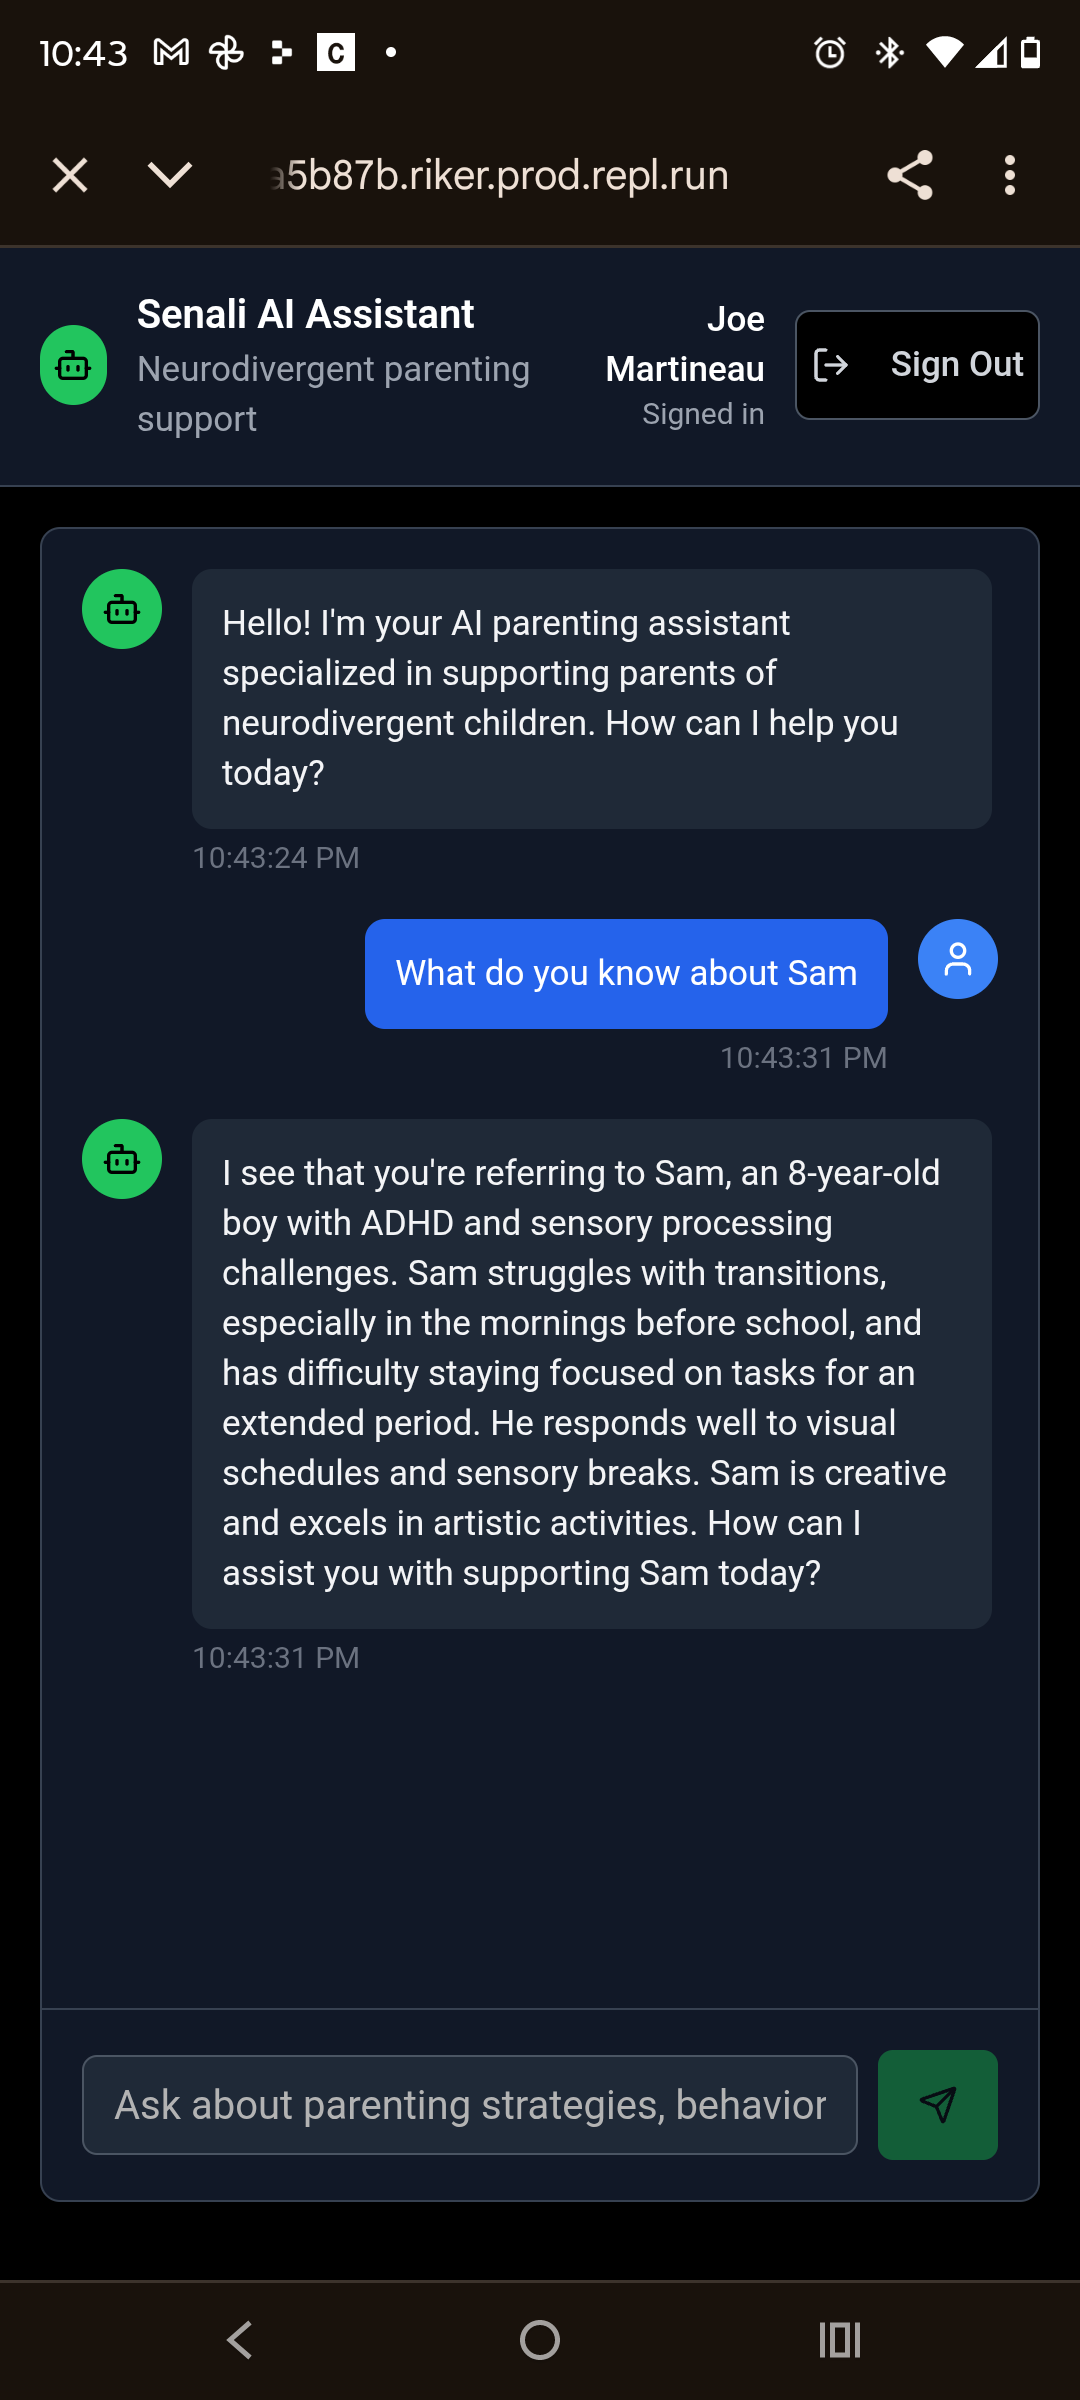 10:43
a5b87b.riker.prod.repl.run
Senali AI Assistant
Neurodivergent parenting
support
Joe
Martineau
Signed in
Sign Out
Hello! I'm your AI parenting assistant
specialized in supporting parents of
neurodivergent children. How can I help you
today?
10:43:24 PM
What do you know about Sam
10:43:31 PM
I see that you're referring to Sam, an 8-year-old
boy with ADHD and sensory processing
challenges. Sam struggles with transitions,
especially in the mornings before school, and
has difficulty staying focused on tasks for an
extended period. He responds well to visual
schedules and sensory breaks. Sam is creative
and excels in artistic activities. How can I
assist you with supporting Sam today?
10:43:31 PM
Ask about parenting strategies, behavior